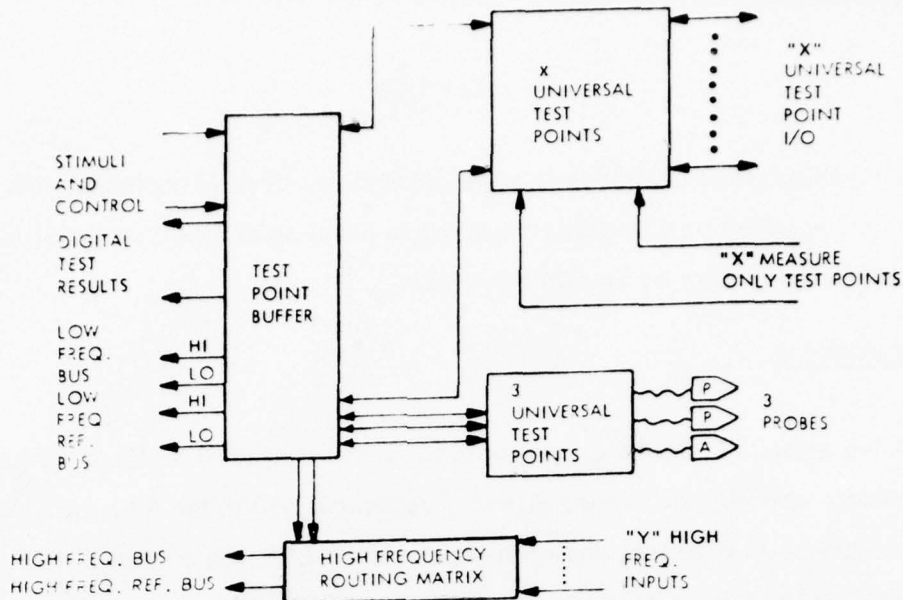 X
UNIVERSAL
TEST
POINTS
"X"
UNIVERSAL
TEST
POINT
I/O
STIMULI
AND
CONTROL
DIGITAL
TEST
RESULTS
LOW
FREQ.
BUS
LOW
FREQ
REF.
BUS
HI
LO
HI
LO
TEST
POINT
BUFFER
"X" MEASURE
ONLY TEST POINTS
3
UNIVERSAL
TEST
POINTS
P
P
A
3
PROBES
HIGH FREQ. BUS
HIGH FREQ. REF. BUS
HIGH FREQUENCY
ROUTING MATRIX
"Y" HIGH
FREQ.
INPUTS